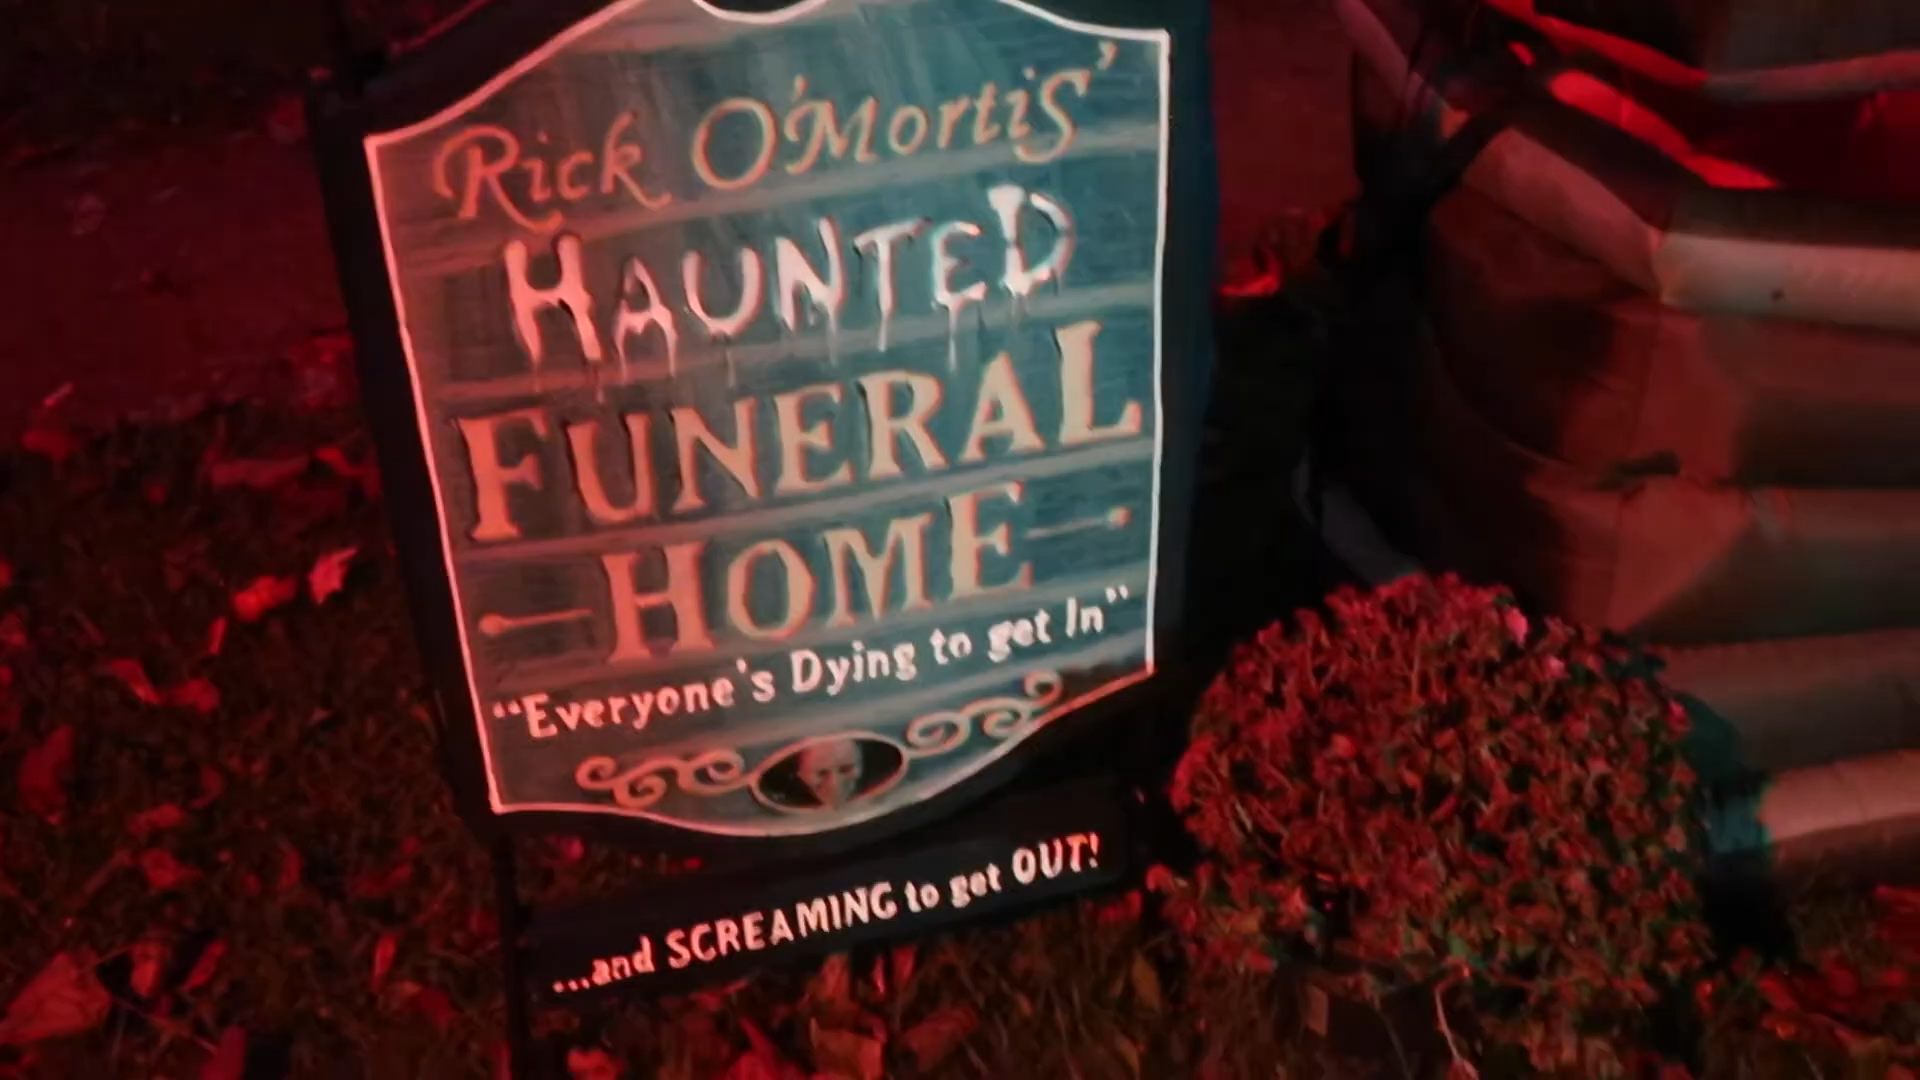 Rick O'Mortis'
HAUNTED
FUNERAL
HOME
"Everyone's Dying to get In"
...and SCREAMING to get OUT!